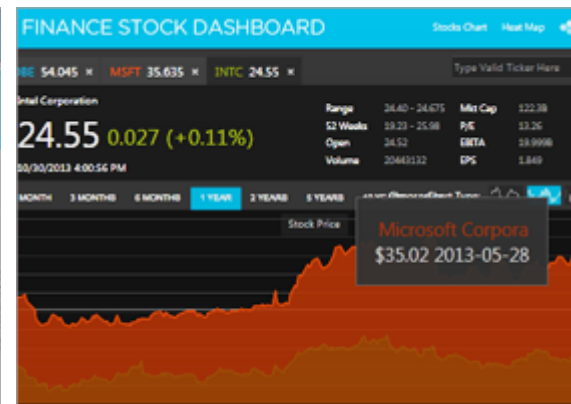 FINANCE STOCK DASHBOARD
Stocks Chart Heat Map
54.045 × MSFT 35.635 × INTC 24.55 ×
Type Valid Ticker Here
Intel Corporation
24.55 0.027 (+0.11%)
10/30/2013 4:00:56 PM
Range 24.40 - 24.675 Mkt Cap 122.3B
52 Weeks 19.23 - 25.98 P/E 13.26
Open 24.52 EBITA 19.999B
Volume 20443132 EPS 1.849
MONTH 3 MONTHS 6 MONTHS 1 YEAR 2 YEARS 5 YEARS
Stock Price
Microsoft Corpora
$35.02 2013-05-28